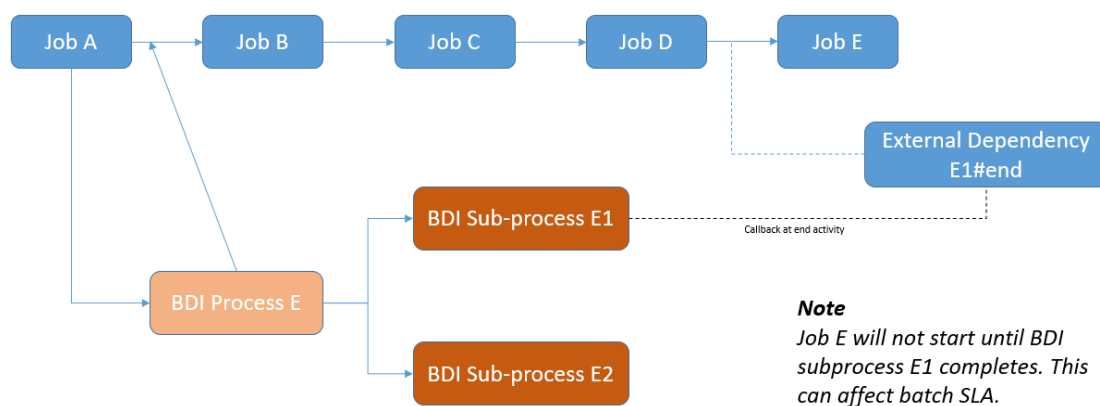 Job A
Job B
Job C
Job D
Job E
External Dependency
E1#end
BDI Sub-process E1
Callback at end activity
BDI Process E
BDI Sub-process E2
Note
Job E will not start until BDI
subprocess E1 completes. This
can affect batch SLA.